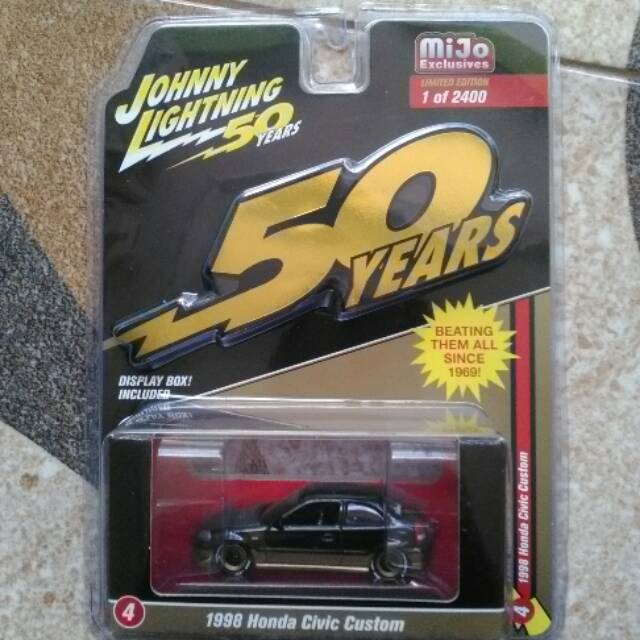 JOHNNY
LIGHTNING
50
YEARS
MiJo
Exclusives
LIMITED EDITION
1 of 2400
50
YEARS
BEATING
THEM ALL
SINCE
1969!
DISPLAY BOX!
INCLUDED
1998 Honda Civic Custom
4
4
1998 Honda Civic Custom